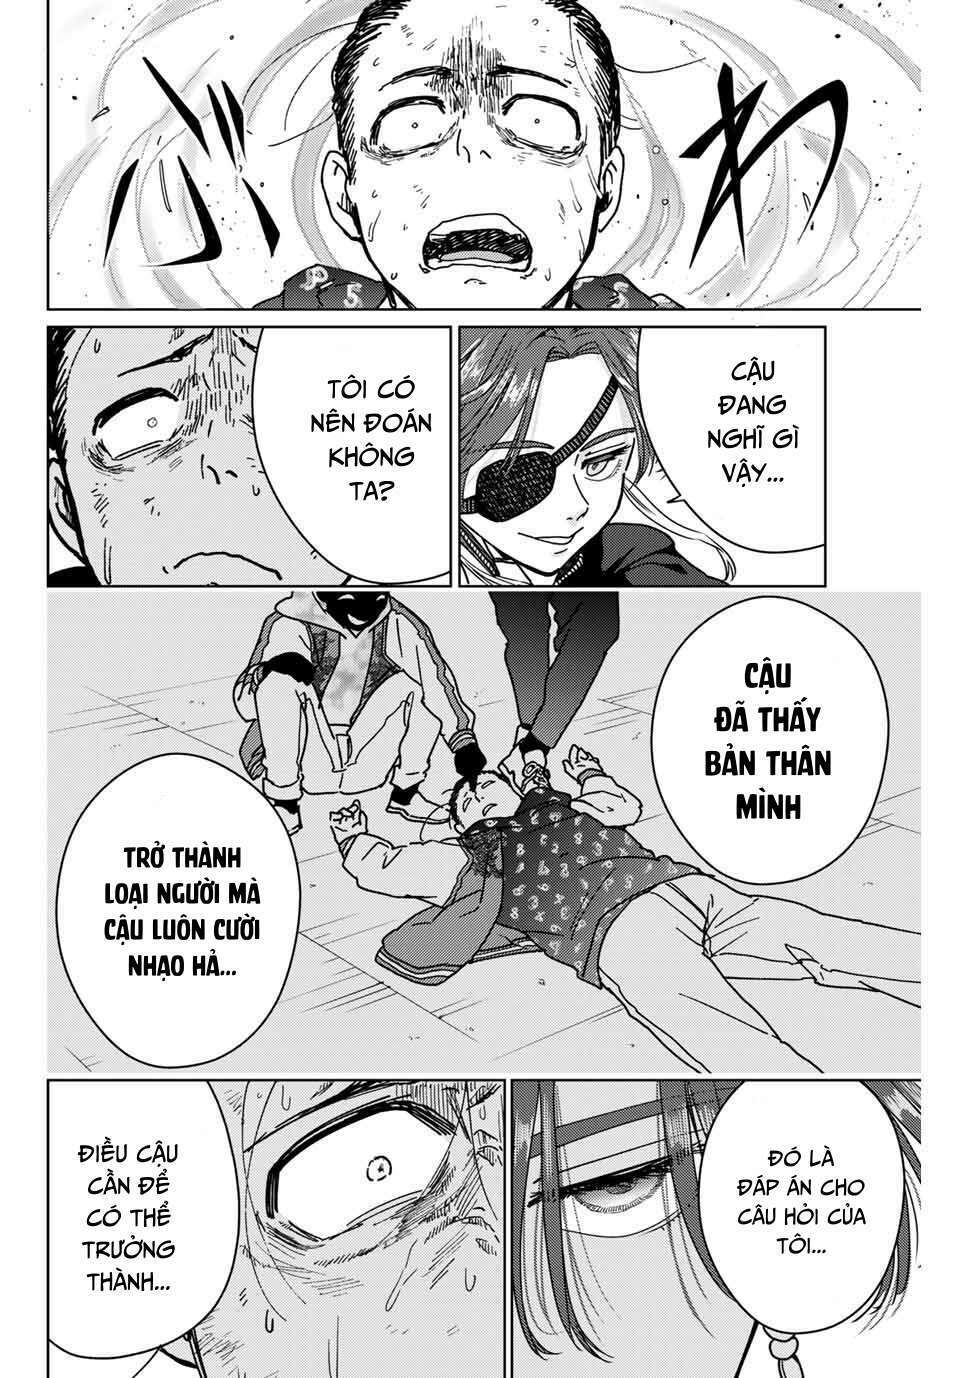 ぶわ
CẬU
ĐANG
NGHĨ GÌ
VẬY...
TÔI CÓ
NÊN ĐOÁN
KHÔNG
TA?
CẬU
ĐÃ THẤY
BẢN THÂN
MÌNH
TRỞ THÀNH
LOẠI NGƯỜI MÀ
CẬU LUÔN CƯỜI
NHẠO HẢ...
ĐÓ LÀ
ĐÁP ÁN CHO
CÂU HỎI CỦA
TÔI...
ĐIỀU CẬU
CẦN ĐỂ
CÓ THỂ
TRƯỞNG
THÀNH...